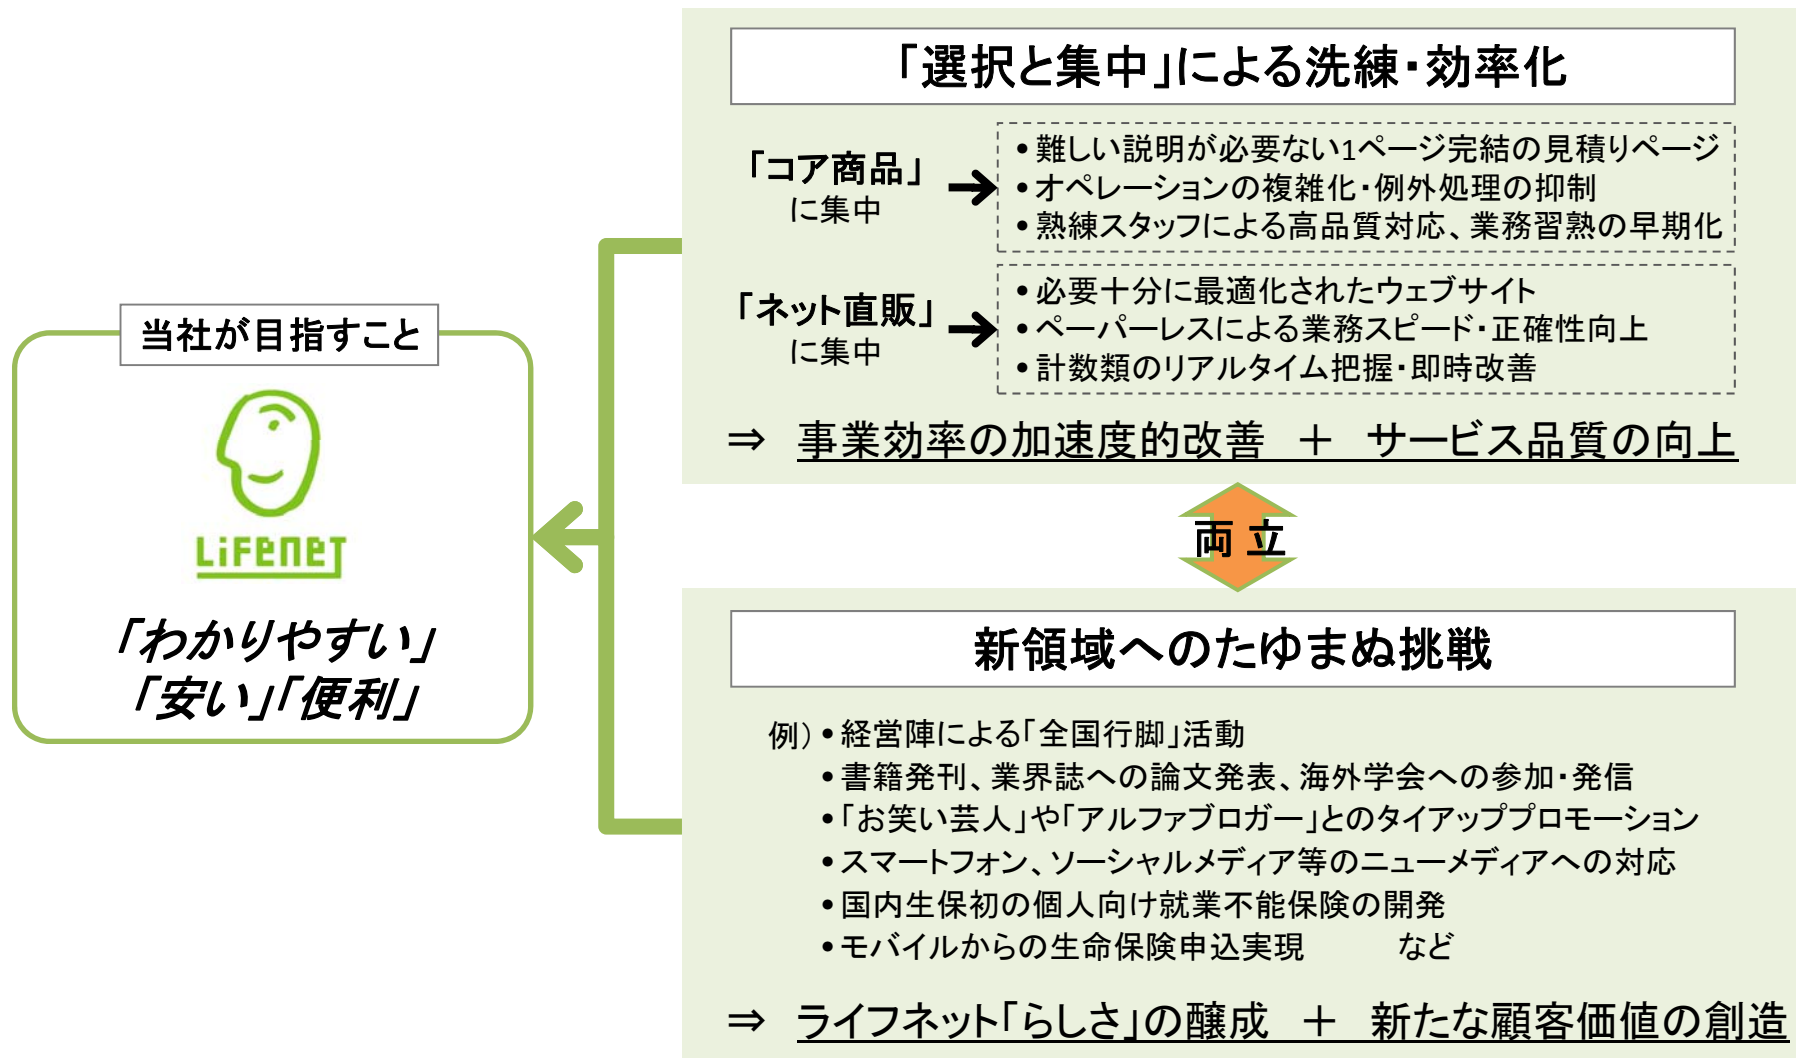 当社が目指すこと
LiFENET
「わかりやすい」
「安い」「便利」
「選択と集中」による洗練・効率化
「コア商品」
に集中
•難しい説明が必要ない1ページ完結の見積りページ
•オペレーションの複雑化・例外処理の抑制
•熟練スタッフによる高品質対応、業務習熟の早期化
「ネット直販」
に集中
•必要十分に最適化されたウェブサイト
•ペーパーレスによる業務スピード・正確性向上
•計数類のリアルタイム把握・即時改善
⇒ 事業効率の加速度的改善 ＋ サービス品質の向上
両立
新領域へのたゆまぬ挑戦
例）•経営陣による「全国行脚」活動
•書籍発刊、業界誌への論文発表、海外学会への参加・発信
•「お笑い芸人」や「アルファブロガー」とのタイアッププロモーション
•スマートフォン、ソーシャルメディア等のニューメディアへの対応
•国内生保初の個人向け就業不能保険の開発
•モバイルからの生命保険申込実現 など
⇒ ライフネット「らしさ」の醸成 ＋ 新たな顧客価値の創造